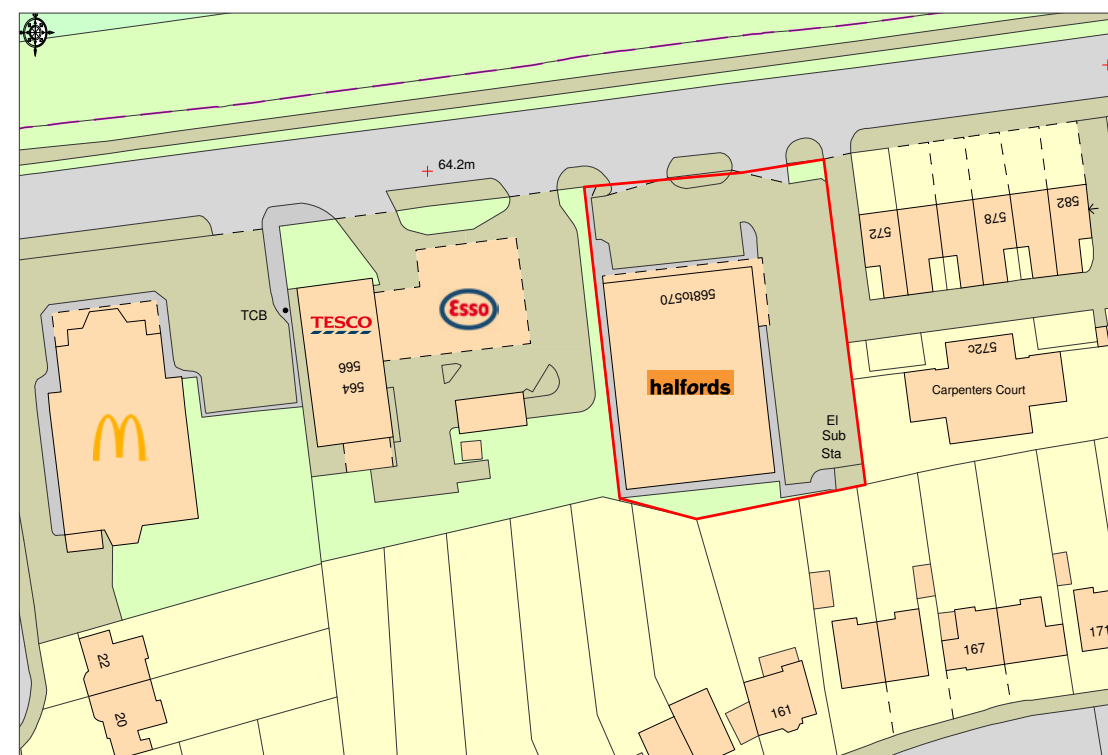 64.2m
582
578
572
TCB
TESCO
Esso
568to570
566
564
572c
halfords
Carpenters Court
El
Sub
Sta
22
20
161
167
171